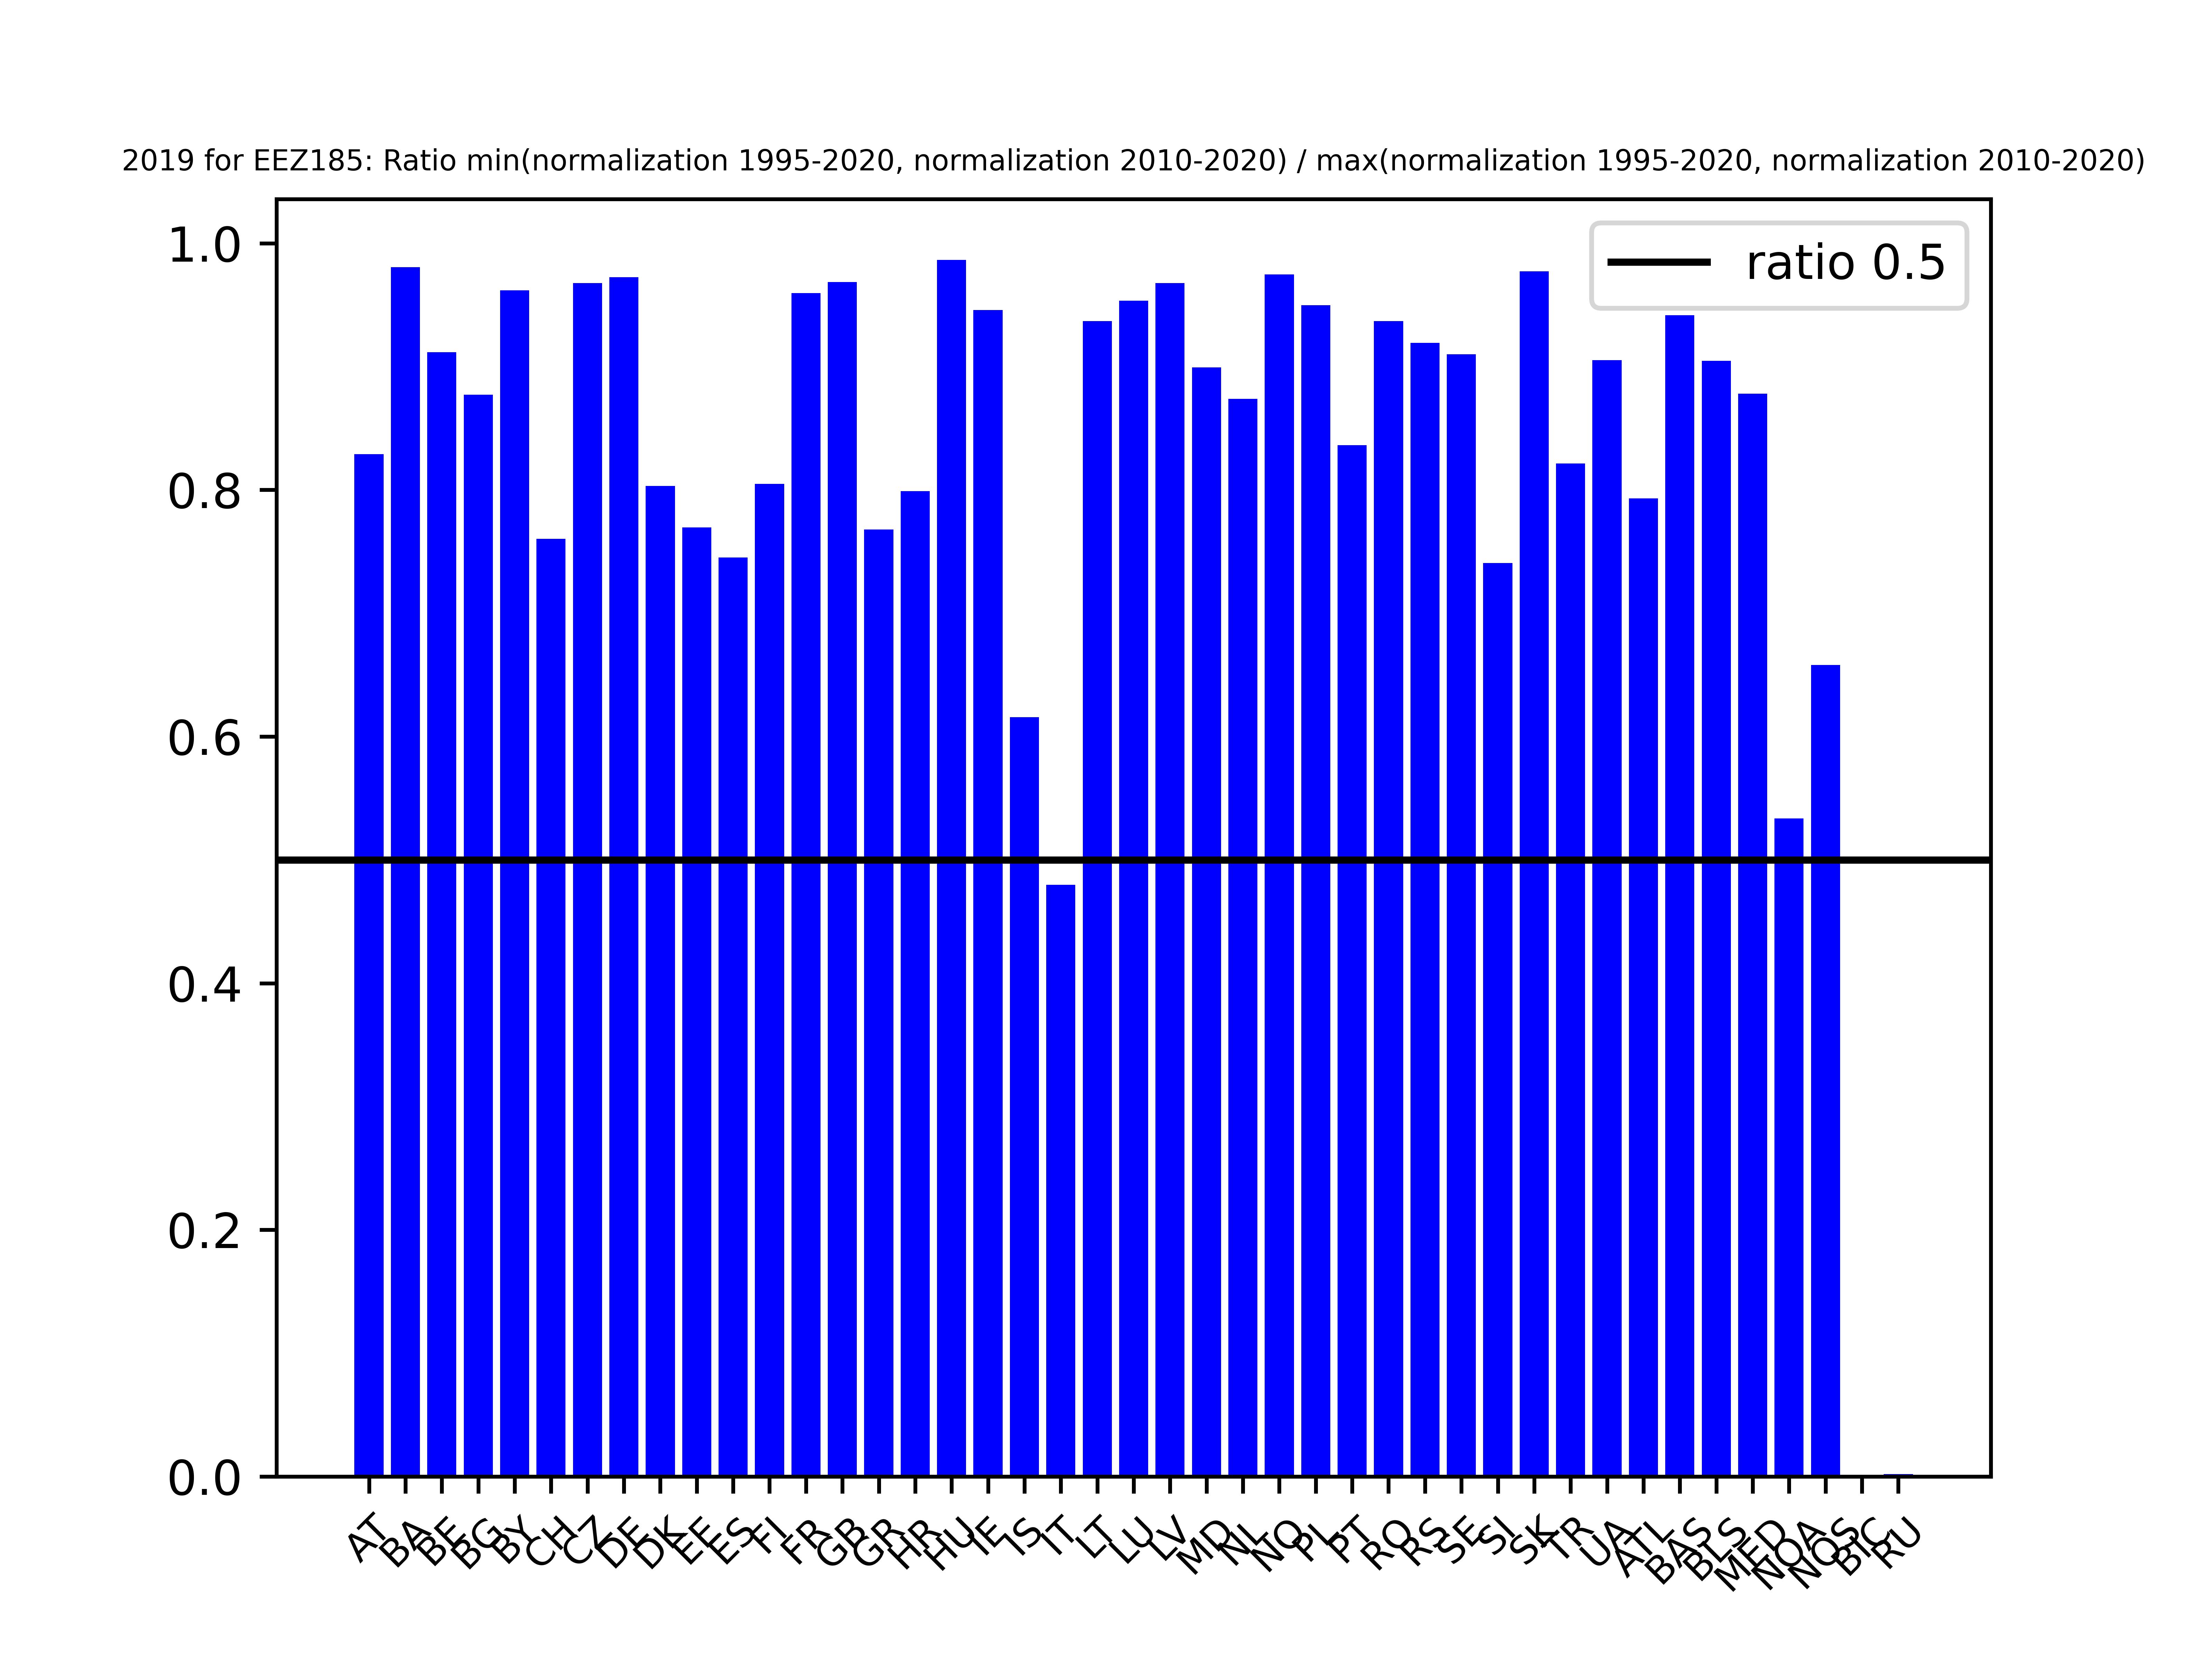 2019 for EEZ185: Ratio min(normalization 1995-2020, normalization 2010-2020) / max(normalization 1995-2020, normalization 2010-2020)
ratio 0.5
1.0
0.8
0.6
0.4
0.2
0.0
AT BA BE BG BY CH CZ DE DK EE ES FI FR GB GR HR HU IE IS IT LT LU LV MD NL NO PL PT RO RS SE SI SK TR UA ATL BAS BLS MED NOA NOS BIC RU